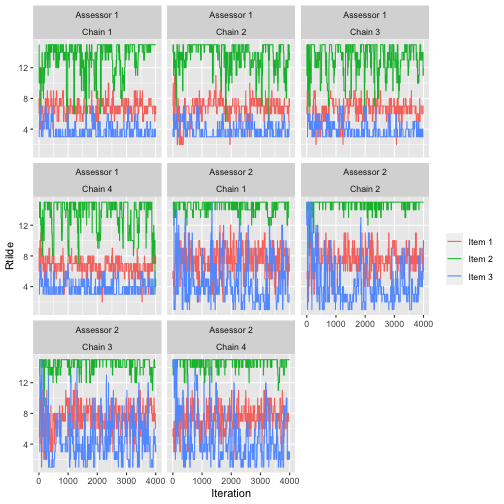 Assessor 1 Assessor 1 Assessor 1
Chain 1 Chain 2 Chain 3
12
8
4
Assessor 1 Assessor 2 Assessor 2
Chain 4 Chain 1 Chain 2
12
8
4
Rtilde
Item 1
Item 2
Item 3
0 1000 2000 3000 4000
Assessor 2 Assessor 2
Chain 3 Chain 4
12
8
4
0 1000 2000 3000 4000 0 1000 2000 3000 4000
Iteration